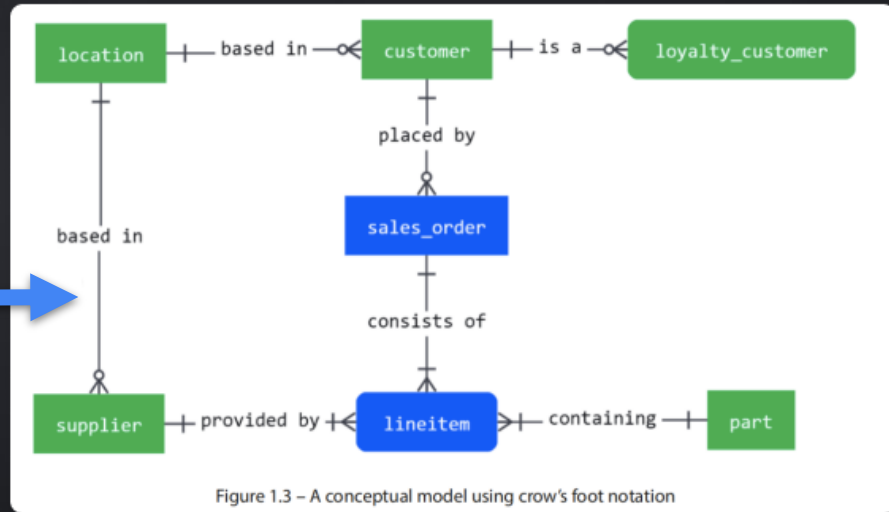 location
based in
customer
is a
loyalty_customer
placed by
sales_order
based in
consists of
supplier
provided by
lineitem
containing
part
Figure 1.3 – A conceptual model using crow's foot notation